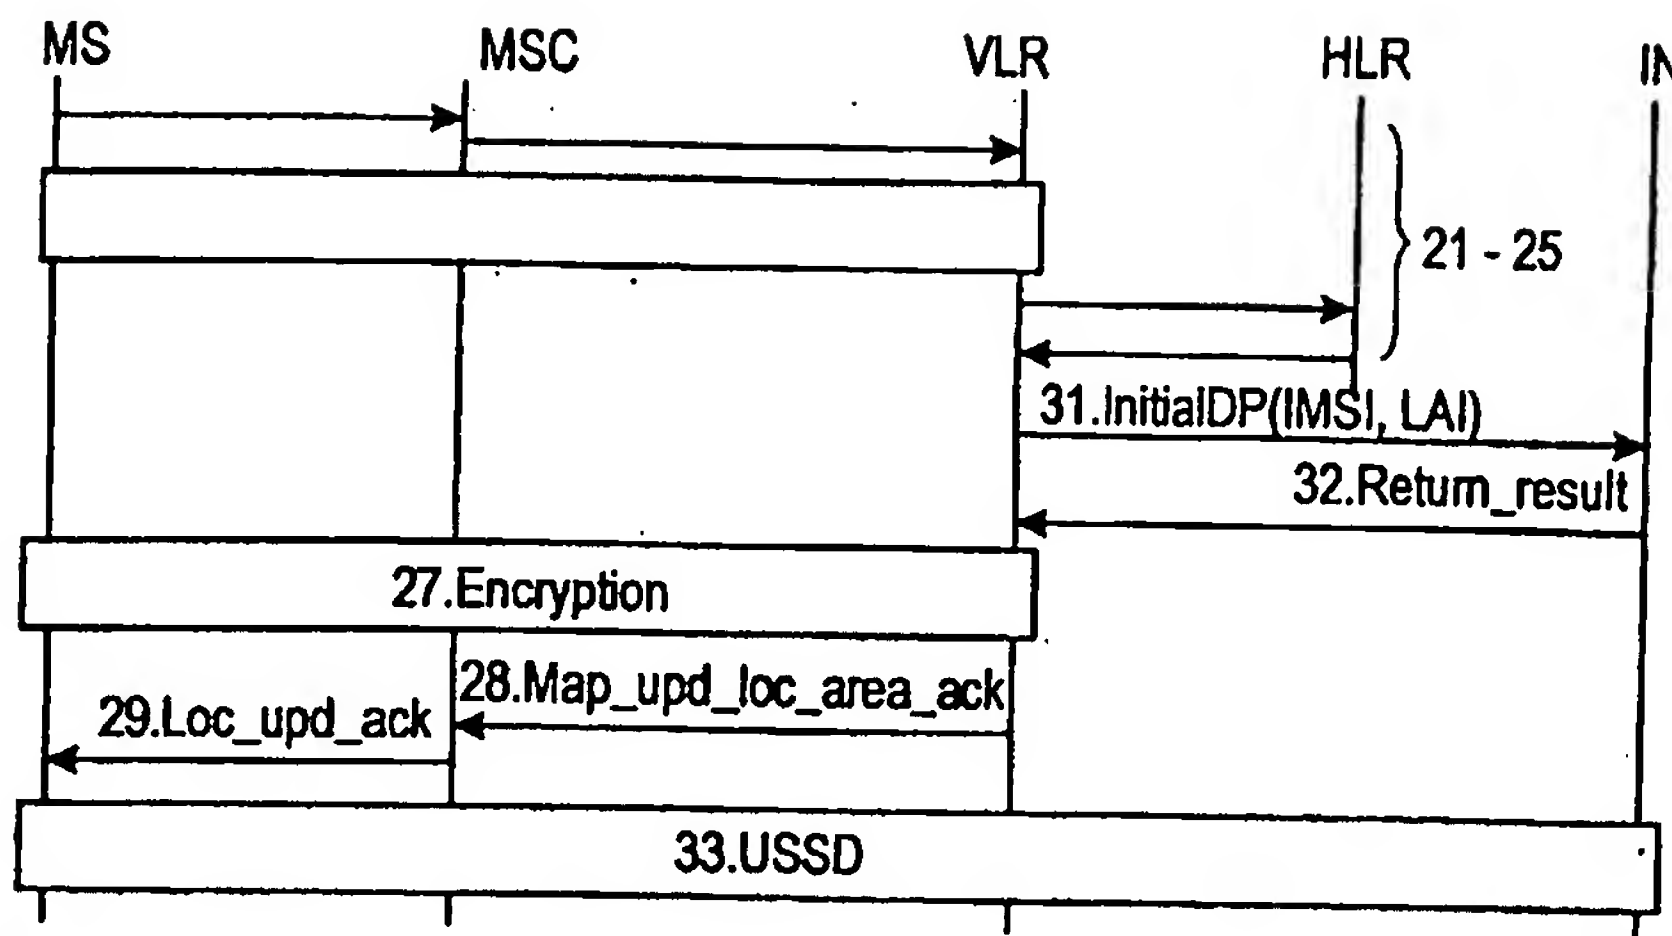 MS MSC VLR HLR IN
21 - 25
31.InitialDP(IMSI, LAI)
32.Return_result
27.Encryption
28.Map_upd_loc_area_ack
29.Loc_upd_ack
33.USSD